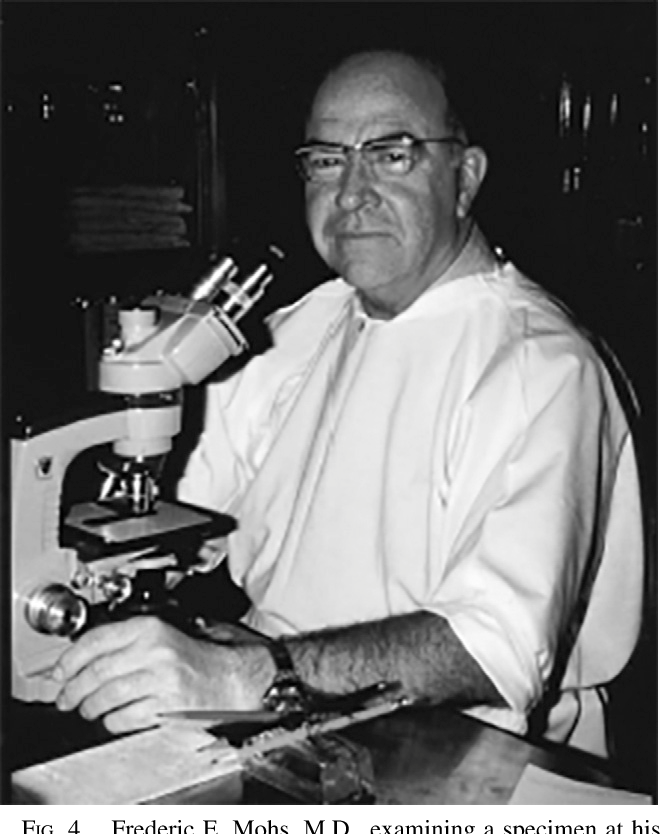 FIG. 4. Frederic E. Mohs, M.D., examining a specimen at his